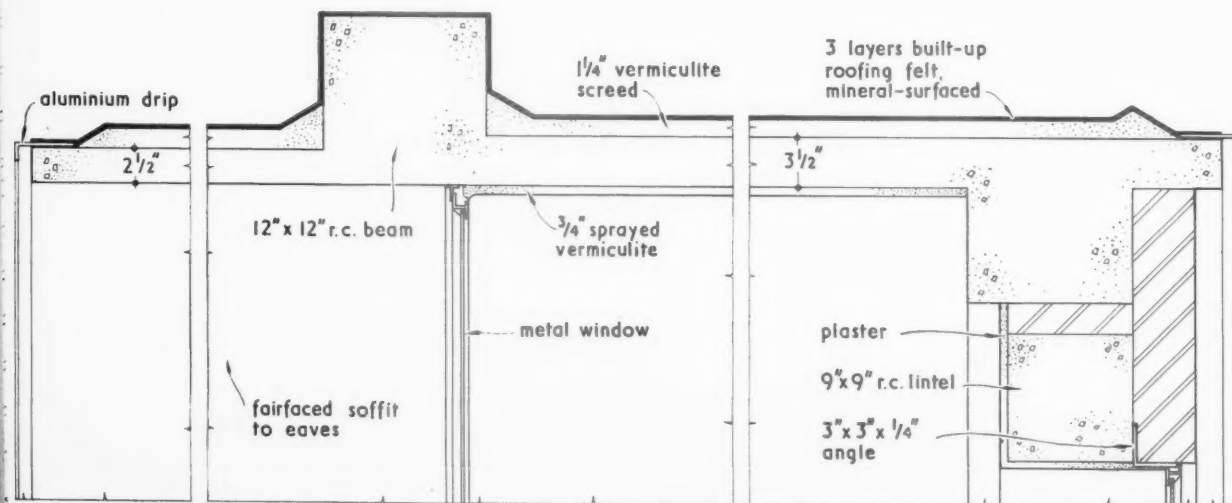 3 layers built-up
roofing felt,
mineral-surfaced
1¼" vermiculite
screed
aluminium drip
2½"
3½"
12" x 12" r.c. beam
¾" sprayed
vermiculite
metal window
plaster
9" x 9" r.c. lintel
fairfaced soffit
to eaves
3" x 3" x ¼"
angle